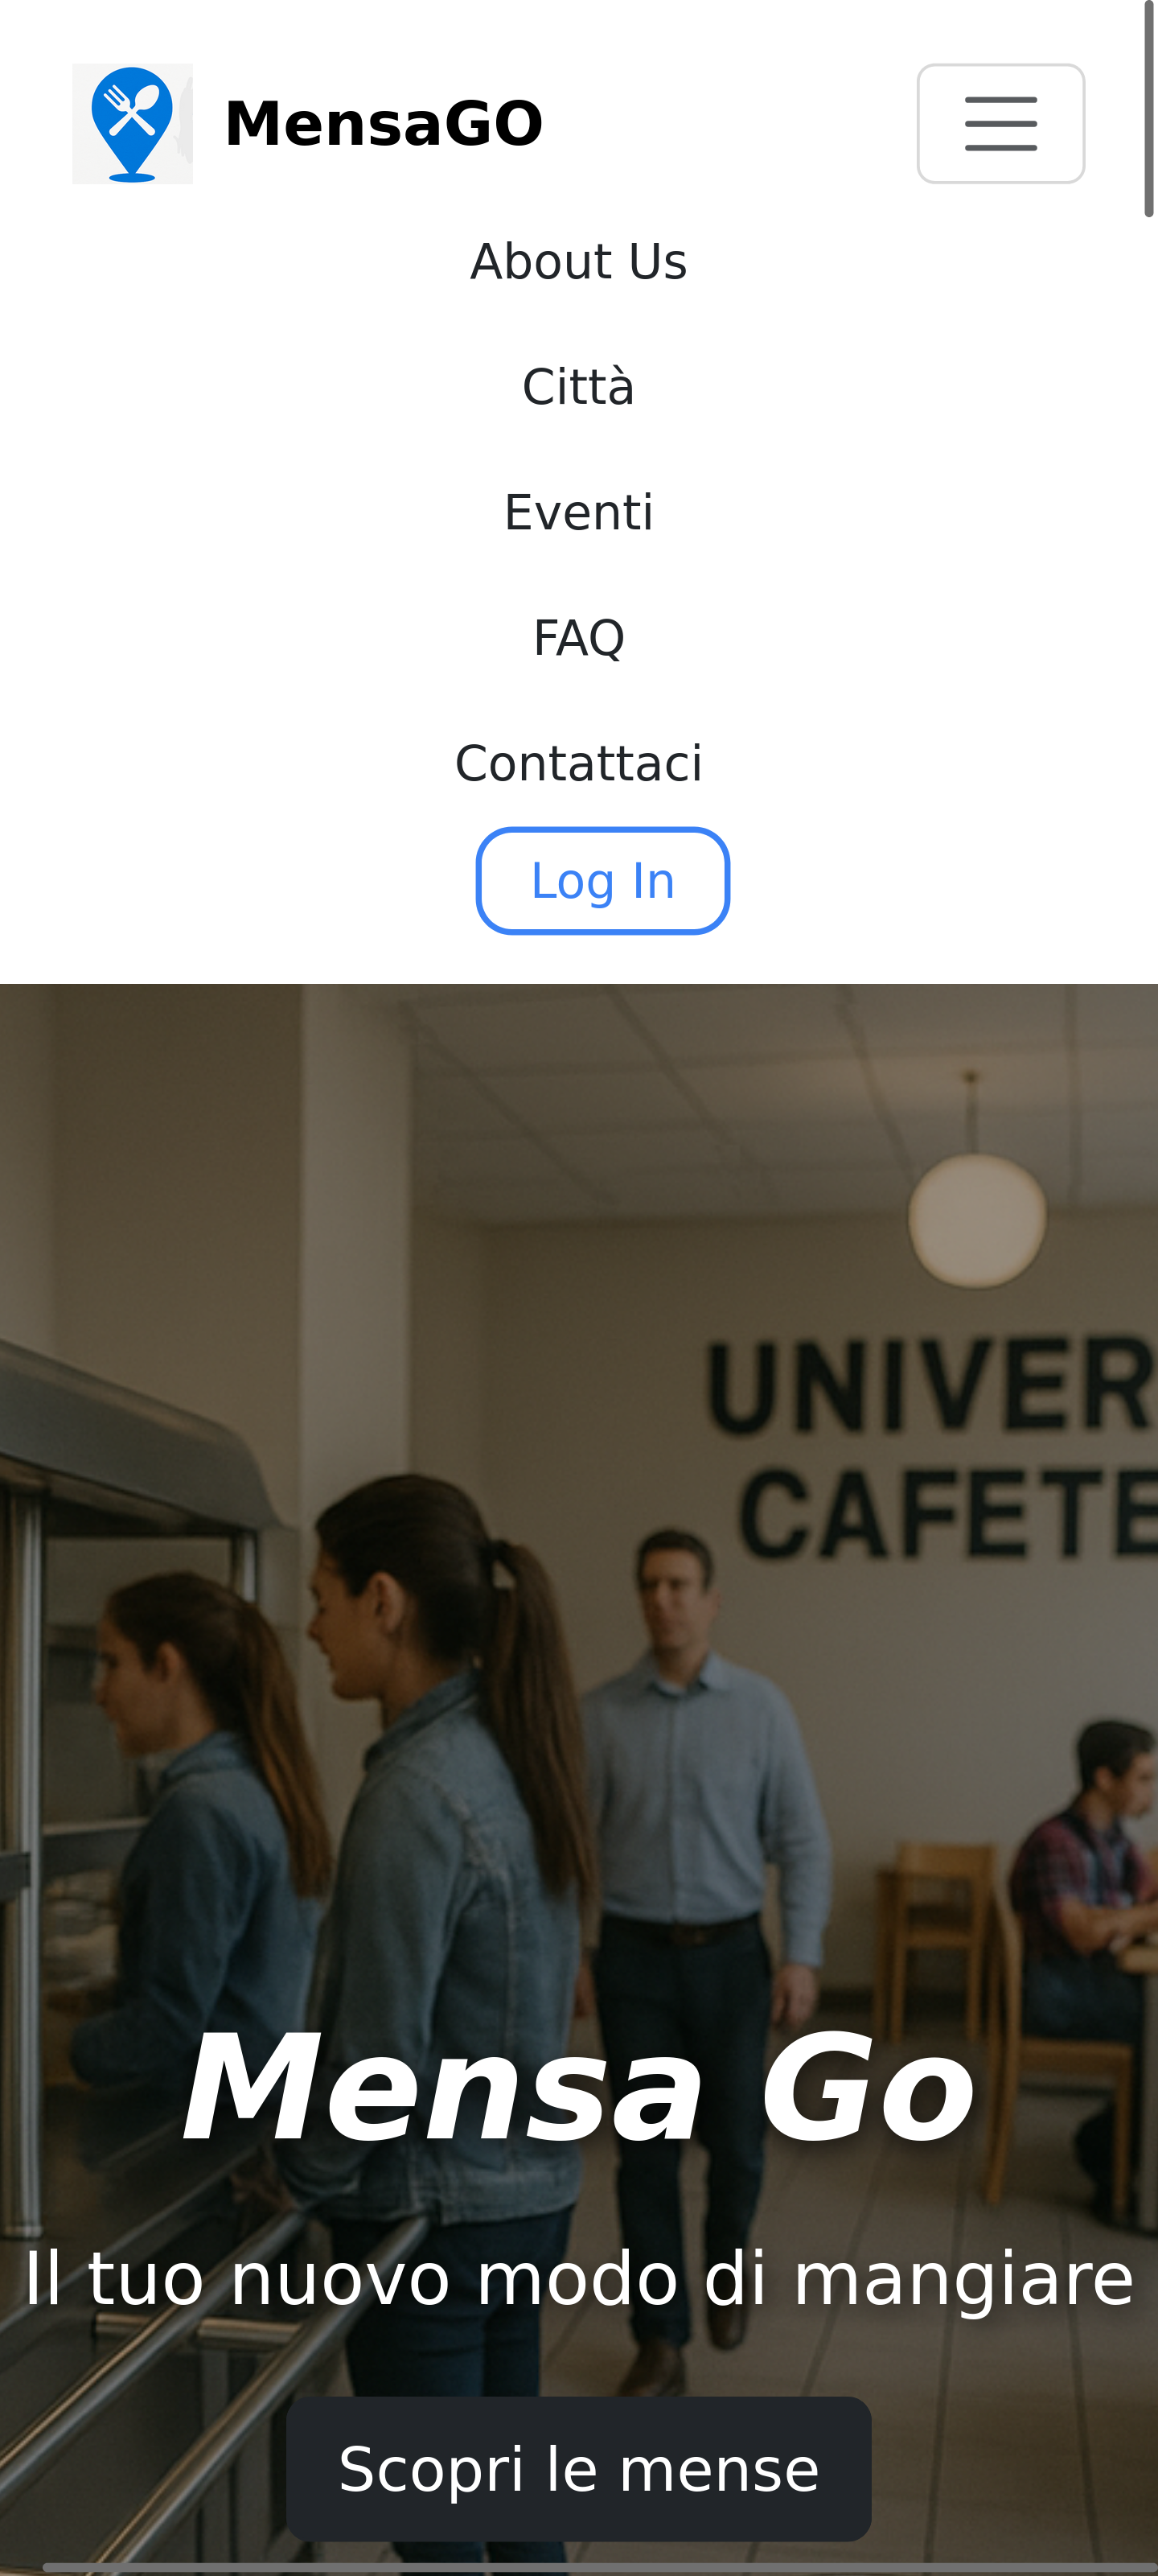 MensaGO
About Us
Città
Eventi
FAQ
Contattaci
Log In
UNIVER
CAFETE
Mensa Go
Il tuo nuovo modo di mangiare
Scopri le mense